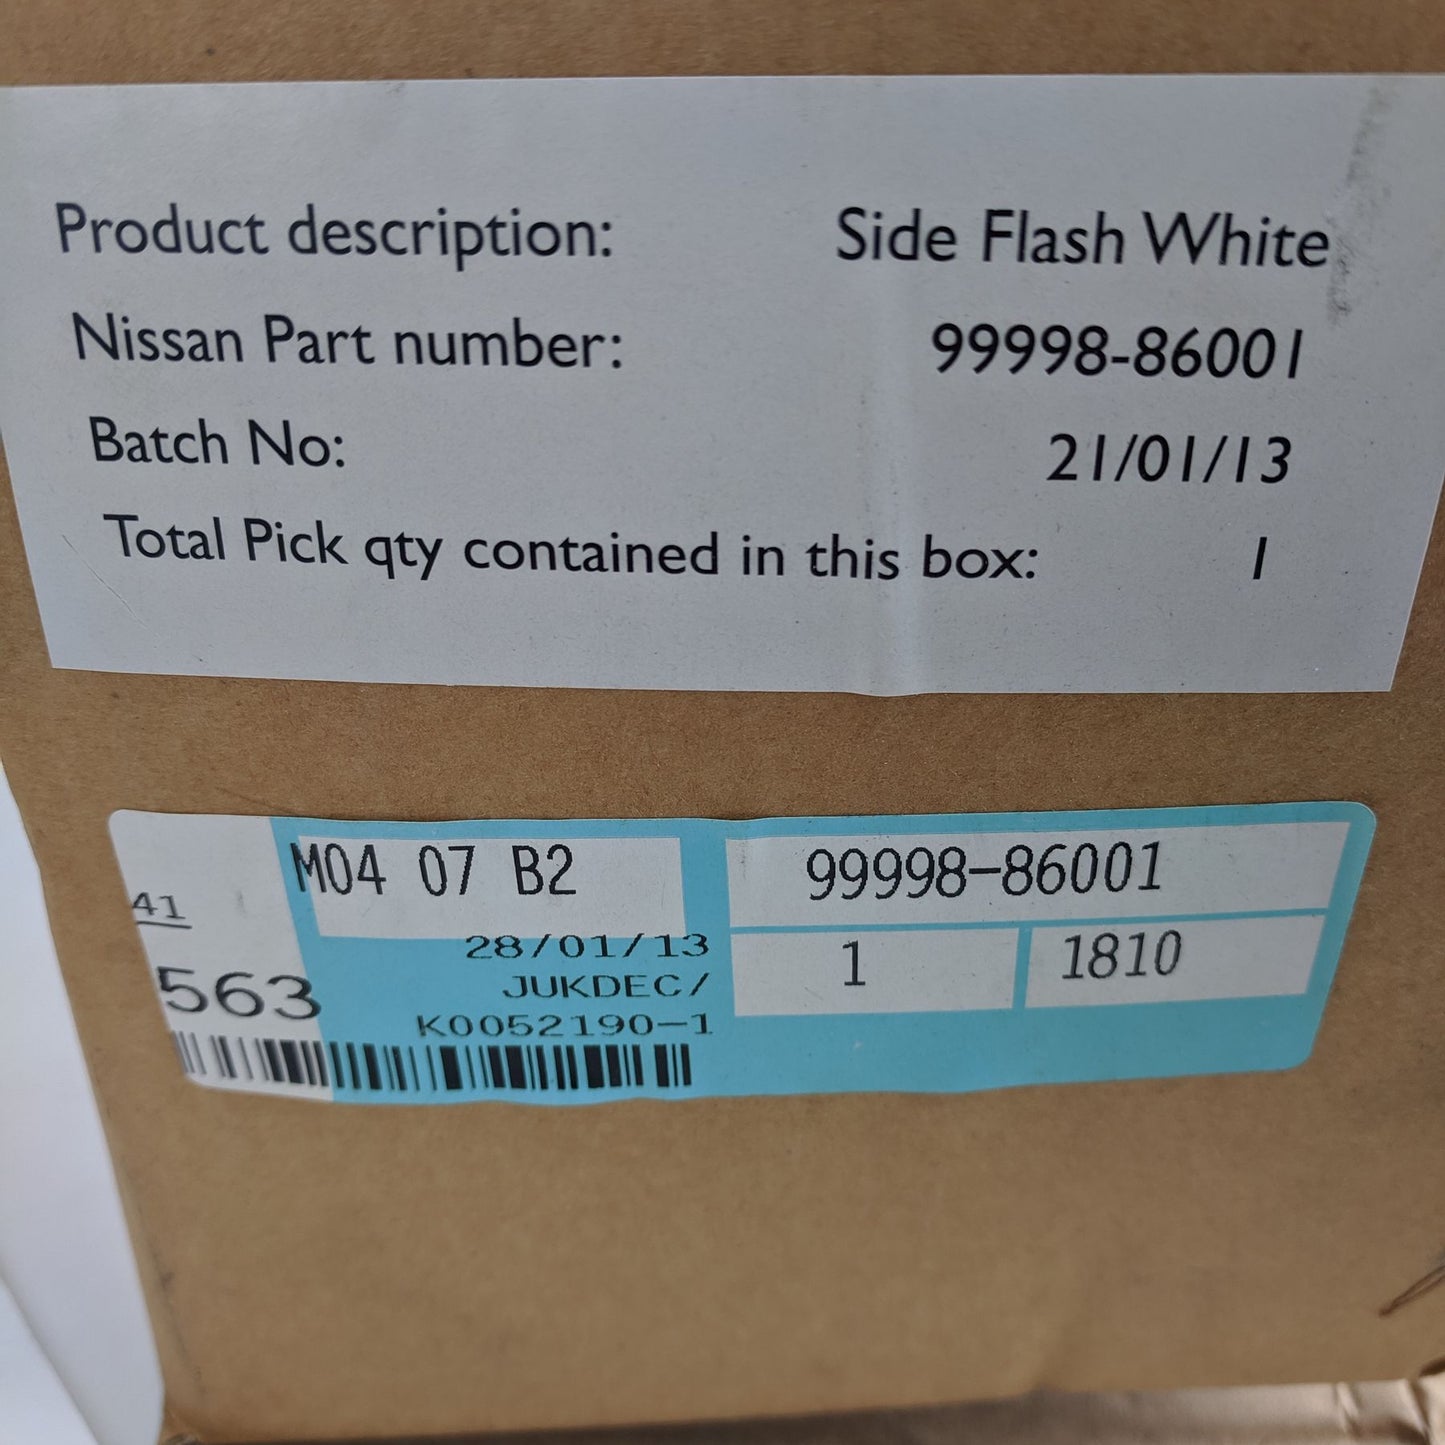 Product description: Side Flash White
Nissan Part number: 99998-86001
Batch No: 21/01/13
Total Pick qty contained in this box: 1
M04 07 B2 99998-86001
41
28/01/13 1 1810
JUKDEC/
563
K0052190-1